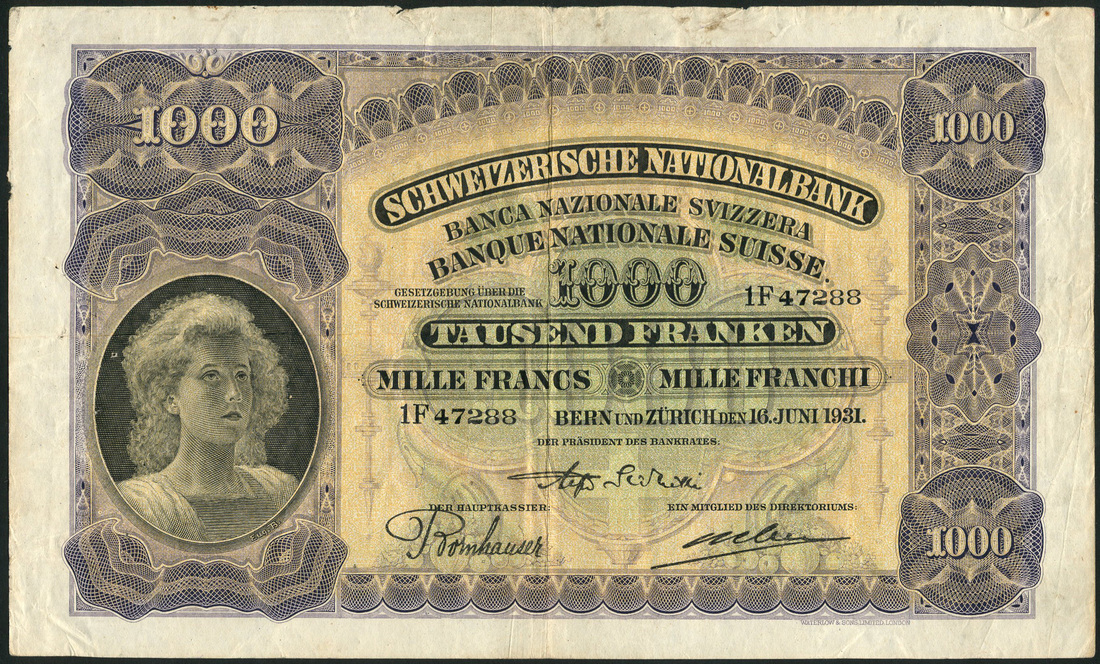 1000
1000
SCHWEIZERISCHE NATIONALBANK
BANCA NAZIONALE SVIZZERA
BANQUE NATIONALE SUISSE.
GESETZGEBUNG ÜBER DIE
SCHWEIZERISCHE NATIONALBANK
1000
1F 47288
TAUSEND FRANKEN
MILLE FRANCS
MILLE FRANCHI
1F 47288
BERN UND ZÜRICH DEN 16. JUNI 1931.
DER PRÄSIDENT DES BANKRATES:
DER HAUPTKASSIER:
EIN MITGLIED DES DIREKTORIUMS:
Bornhauser
1000
WATERLOW & SONS LIMITED, LONDON